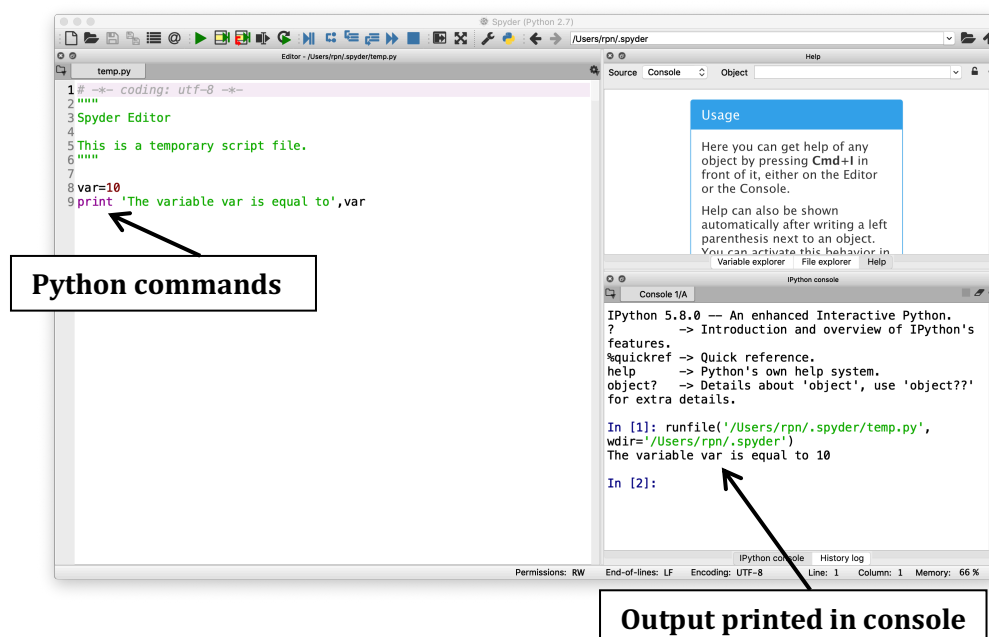 Spyder (Python 2.7)
/Users/rpn/.spyder
Editor - /Users/rpn/.spyder/temp.py
temp.py
1 # -*- coding: utf-8 -*-
2 """
3 Spyder Editor
4
5 This is a temporary script file.
6 """
7
8 var=10
9 print 'The variable var is equal to',var
Python commands
Help
Source Console Object
Usage
Here you can get help of any
object by pressing Cmd+I in
front of it, either on the Editor
or the Console.
Help can also be shown
automatically after writing a left
parenthesis next to an object.
You can activate this behavior in
Variable explorer File explorer Help
IPython console
Console 1/A
IPython 5.8.0 -- An enhanced Interactive Python.
? -> Introduction and overview of IPython's
features.
%quickref -> Quick reference.
help -> Python's own help system.
object? -> Details about 'object', use 'object??'
for extra details.
In [1]: runfile('/Users/rpn/.spyder/temp.py',
wdir='/Users/rpn/.spyder')
The variable var is equal to 10
In [2]:
IPython console History log
Permissions: RW End-of-lines: LF Encoding: UTF-8 Line: 1 Column: 1 Memory: 66 %
Output printed in console